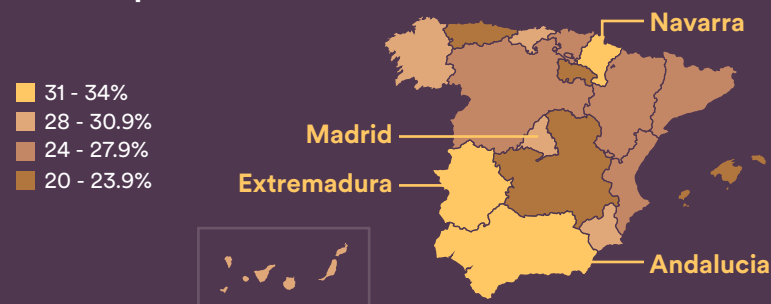 Navarra
31 - 34%
28 - 30.9%
24 - 27.9%
20 - 23.9%
Madrid
Extremadura
Andalucia